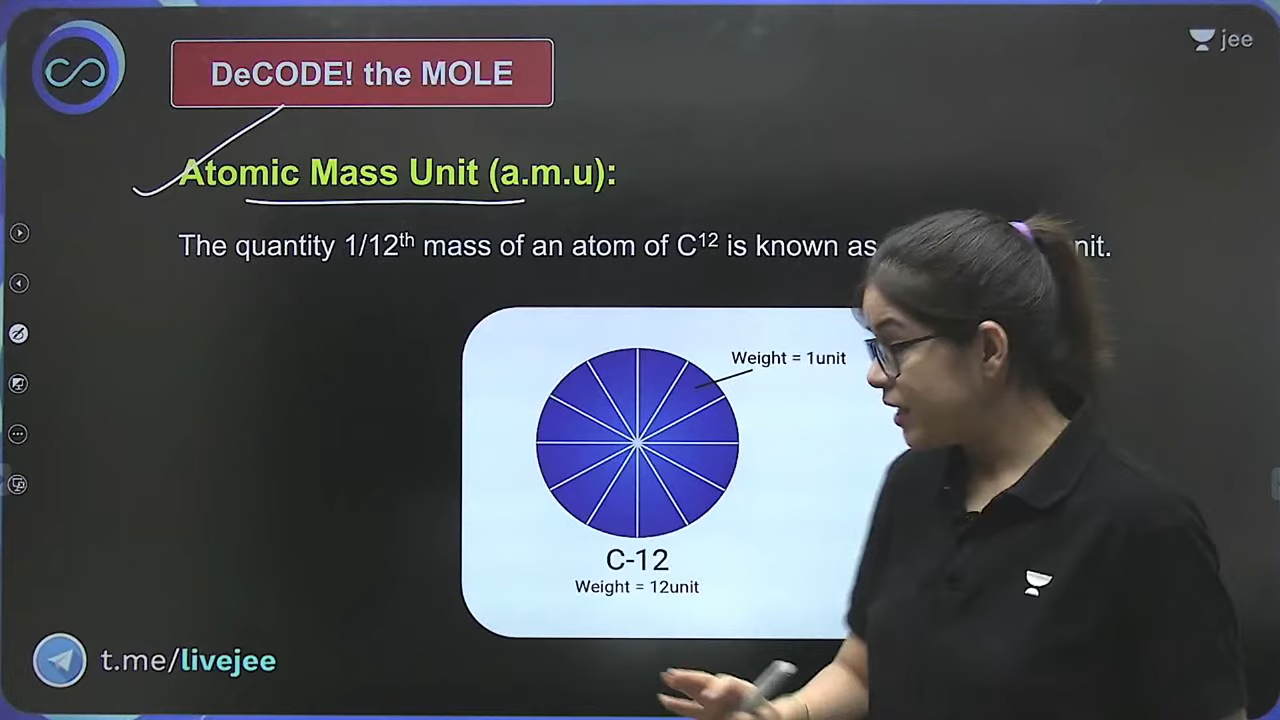 DeCODE! the MOLE
jee
Atomic Mass Unit (a.m.u):
The quantity 1/12th mass of an atom of C12 is known as nit.
Weight = 1unit
C-12
Weight = 12unit
t.me/livejee